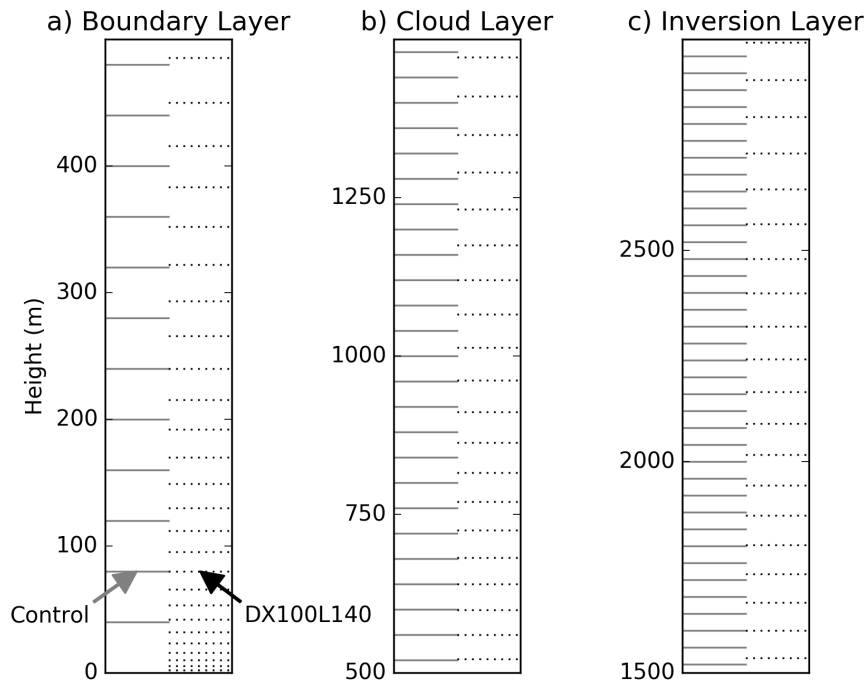 a) Boundary Layer
b) Cloud Layer
c) Inversion Layer
Height (m)
400
300
200
100
0
Control
DX100L140
1250
1000
750
500
2500
2000
1500